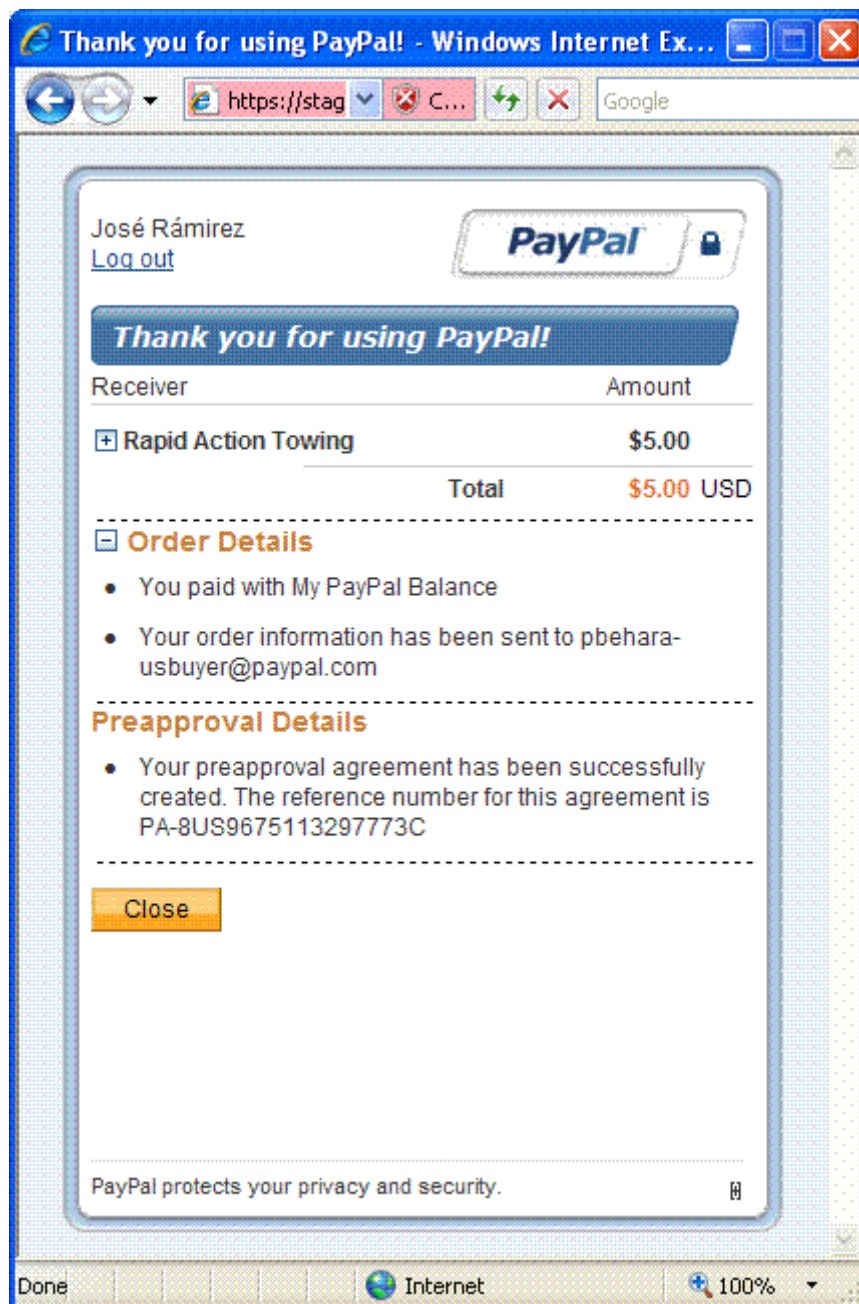 Thank you for using PayPal! - Windows Internet Ex...
https://stag
C...
Google
José Rámirez
Log out
PayPal
Thank you for using PayPal!
Receiver Amount
Rapid Action Towing $5.00
Total $5.00 USD
Order Details
• You paid with My PayPal Balance
• Your order information has been sent to pbehara-
usbuyer@paypal.com
Preapproval Details
• Your preapproval agreement has been successfully
created. The reference number for this agreement is
PA-8US9675113297773C
Close
PayPal protects your privacy and security.
Done Internet 100%